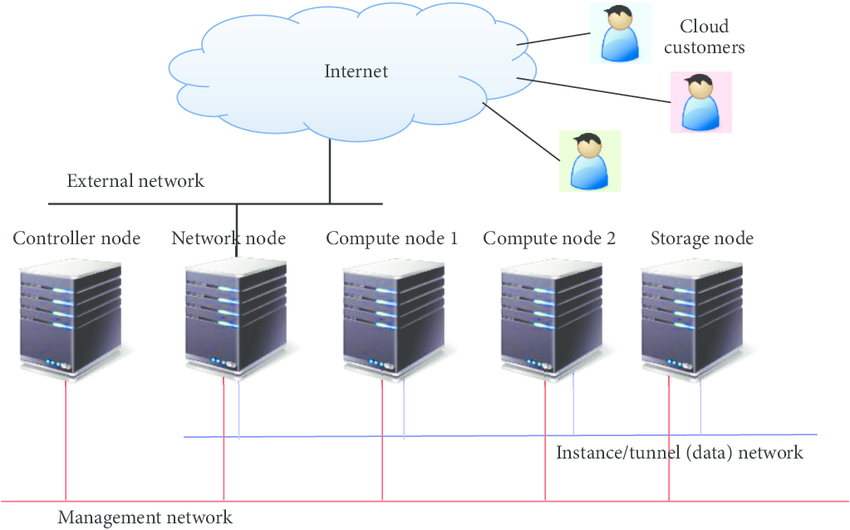 Cloud
customers
Internet
External network
Controller node
Network node
Compute node 1
Compute node 2
Storage node
Instance/tunnel (data) network
Management network